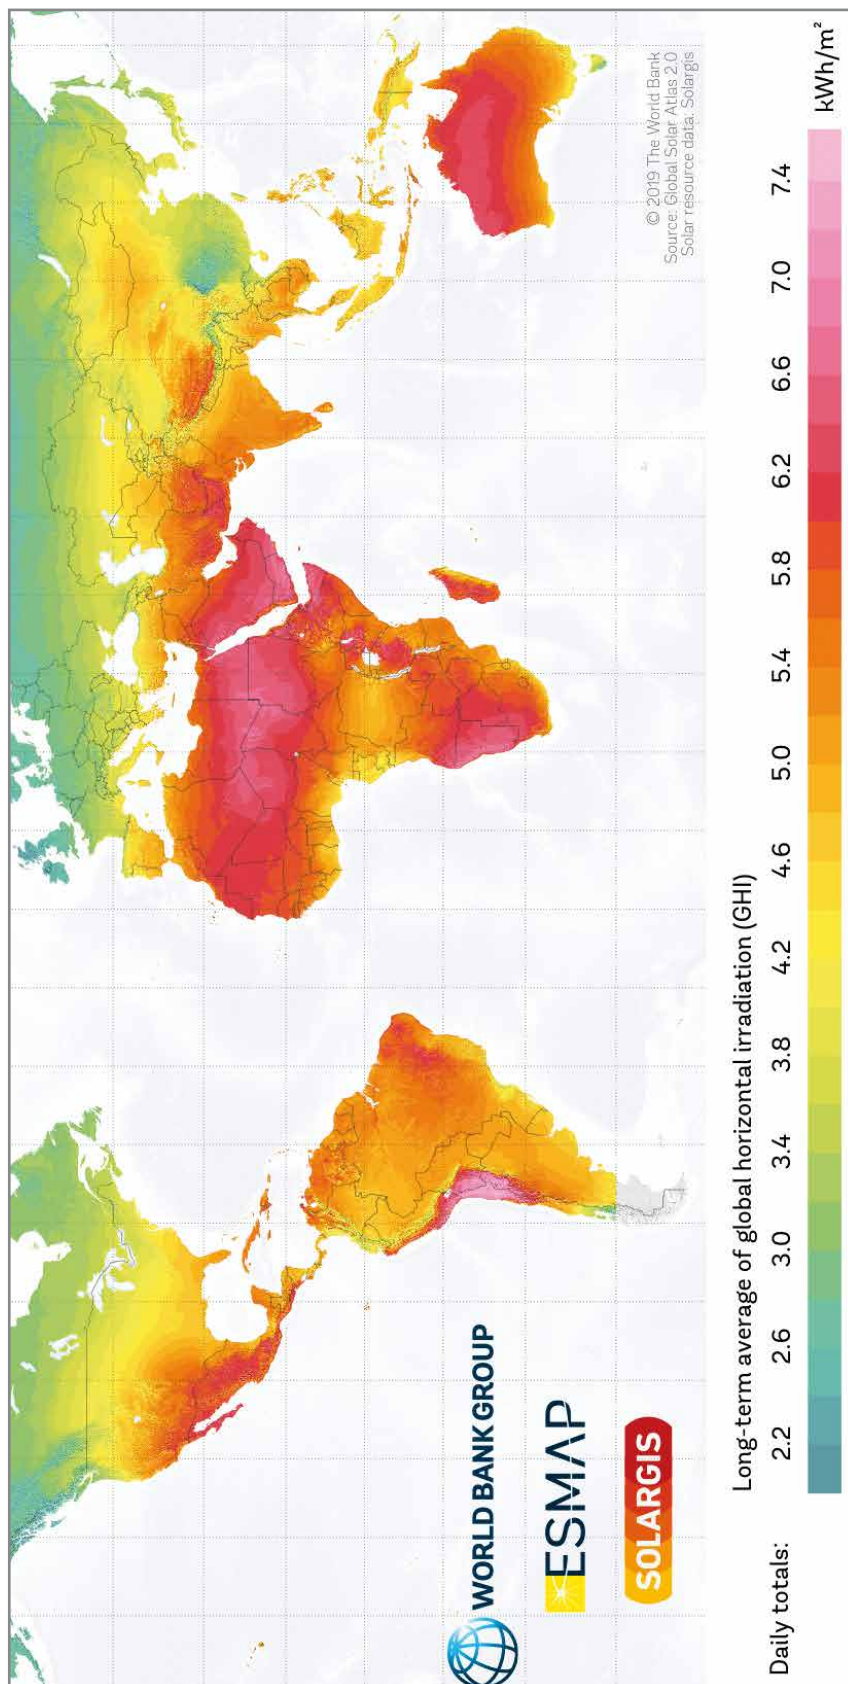 © 2019 The World Bank
Source: Global Solar Atlas 2.0
Solar resource data: Solargis
WORLD BANK GROUP
ESMAP
SOLARGIS
Long-term average of global horizontal irradiation (GHI)
Daily totals:
2.2 2.6 3.0 3.4 3.8 4.2 4.6 5.0 5.4 5.8 6.2 6.6 7.0 7.4
kWh/m²